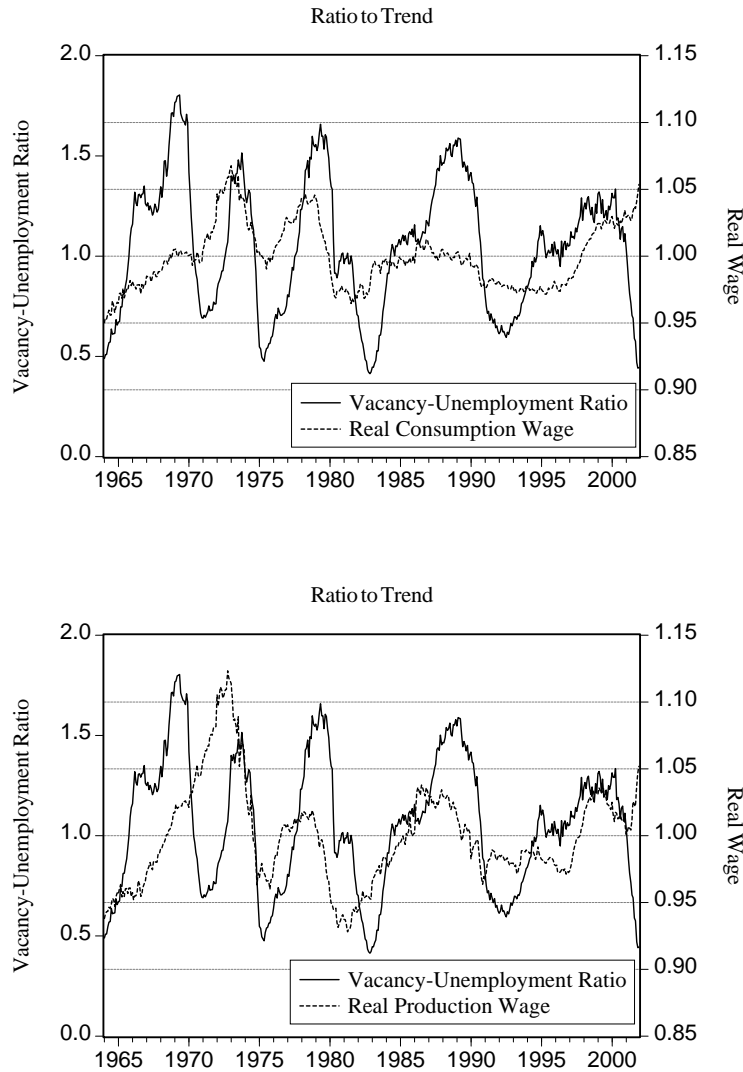 Ratio to Trend
2.0
1.5
1.0
0.5
0.0
Vacancy-Unemployment Ratio
1.15
1.10
1.05
1.00
0.95
0.90
0.85
Real Wage
Vacancy-Unemployment Ratio
Real Consumption Wage
1965 1970 1975 1980 1985 1990 1995 2000
Ratio to Trend
2.0
1.5
1.0
0.5
0.0
Vacancy-Unemployment Ratio
1.15
1.10
1.05
1.00
0.95
0.90
0.85
Real Wage
Vacancy-Unemployment Ratio
Real Production Wage
1965 1970 1975 1980 1985 1990 1995 2000